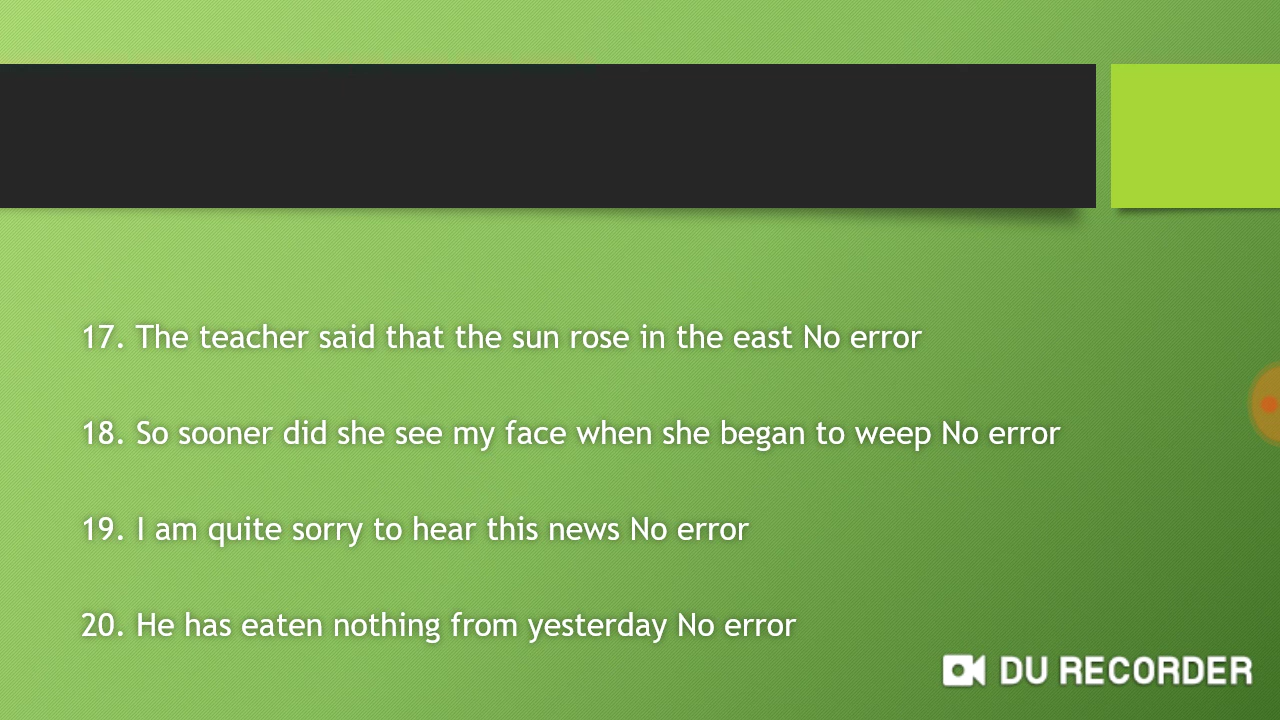 17. The teacher said that the sun rose in the east No error
18. So sooner did she see my face when she began to weep No error
19. I am quite sorry to hear this news No error
20. He has eaten nothing from yesterday No error
DU RECORDER